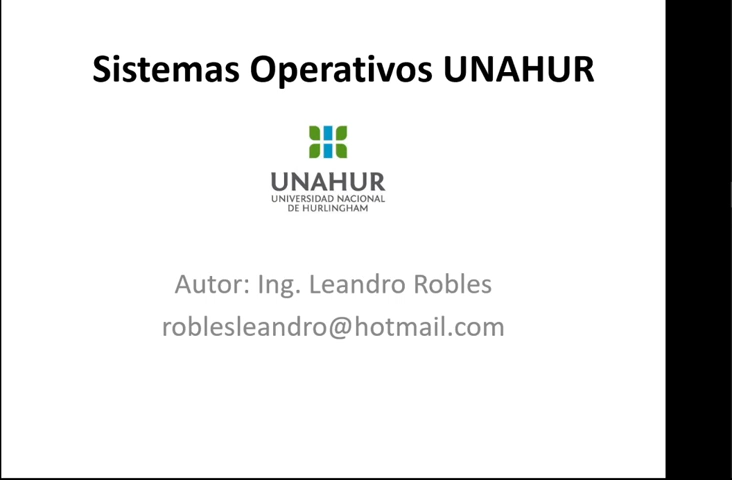 Sistemas Operativos UNAHUR
UNAHUR
UNIVERSIDAD NACIONAL
DE HURLINGHAM
Autor: Ing. Leandro Robles
roblesleandro@hotmail.com